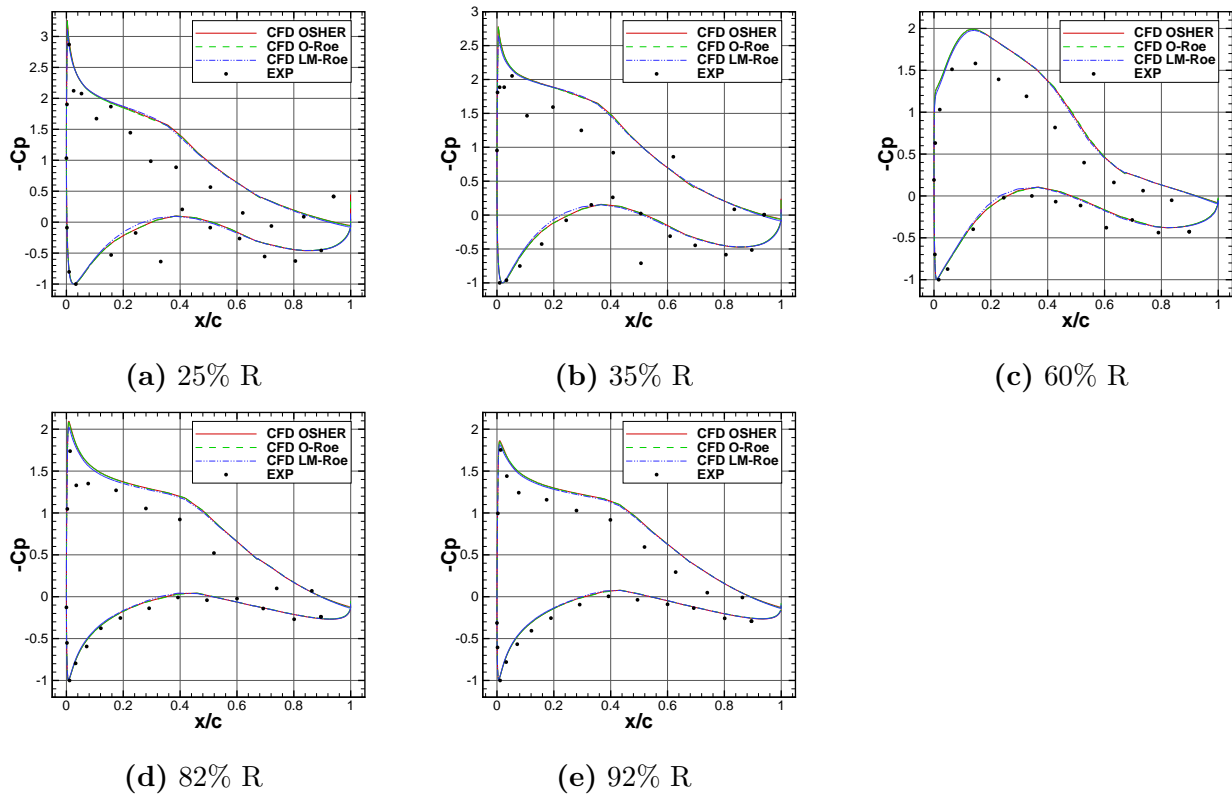 CFD OSHER
CFD O-Roe
CFD LM-Roe
EXP
3
2.5
2
1.5
1
0.5
0
-0.5
-1
-Cp
0 0.2 0.4 0.6 0.8 1
x/c
(a) 25% R
CFD OSHER
CFD O-Roe
CFD LM-Roe
EXP
3
2.5
2
1.5
1
0.5
0
-0.5
-1
-Cp
0 0.2 0.4 0.6 0.8 1
x/c
(b) 35% R
CFD OSHER
CFD O-Roe
CFD LM-Roe
EXP
-2
1.5
1
0.5
0
-0.5
-1
-Cp
0 0.2 0.4 0.6 0.8 1
x/c
(c) 60% R
CFD OSHER
CFD O-Roe
CFD LM-Roe
EXP
2
1.5
1
0.5
0
-0.5
-1
-Cp
0 0.2 0.4 0.6 0.8 1
x/c
(d) 82% R
CFD OSHER
CFD O-Roe
CFD LM-Roe
EXP
2
1.5
1
0.5
0
-0.5
-1
-Cp
0 0.2 0.4 0.6 0.8 1
x/c
(e) 92% R